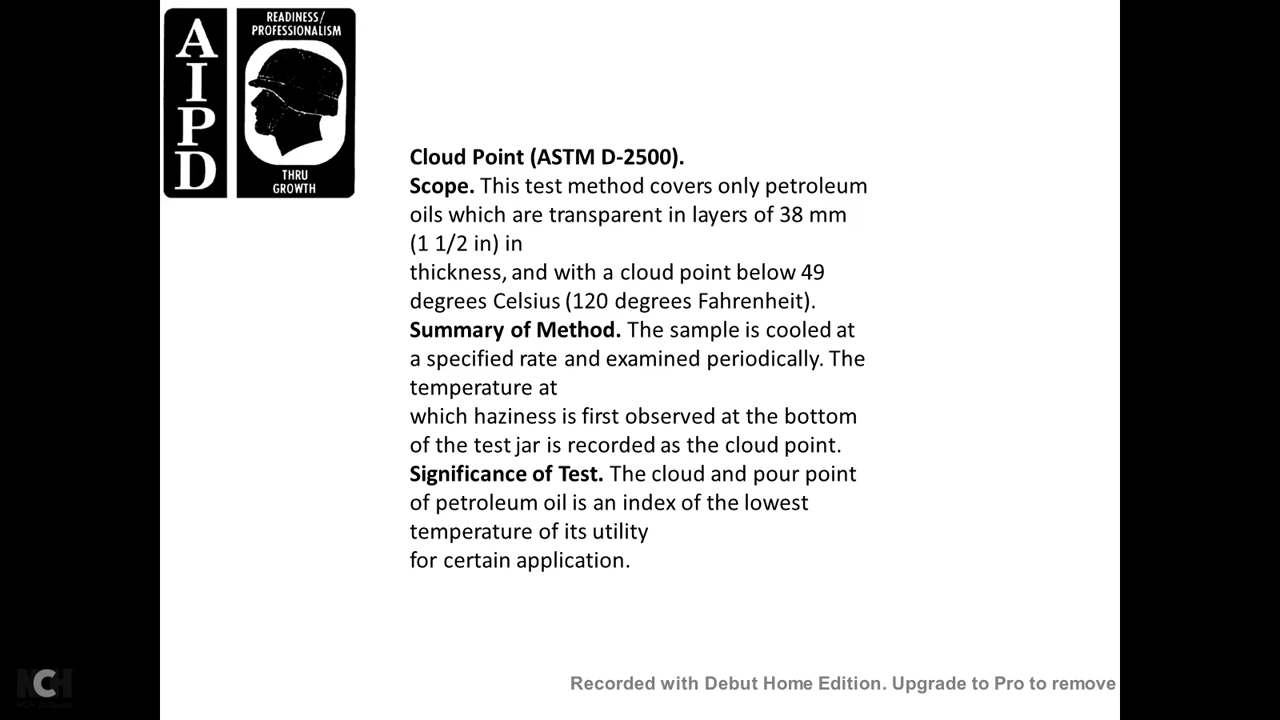 A
I
P
D
READINESS/
PROFESSIONALISM
THRU
GROWTH
Cloud Point (ASTM D-2500).
Scope. This test method covers only petroleum
oils which are transparent in layers of 38 mm
(1 1/2 in) in
thickness, and with a cloud point below 49
degrees Celsius (120 degrees Fahrenheit).
Summary of Method. The sample is cooled at
a specified rate and examined periodically. The
temperature at
which haziness is first observed at the bottom
of the test jar is recorded as the cloud point.
Significance of Test. The cloud and pour point
of petroleum oil is an index of the lowest
temperature of its utility
for certain application.
NCH
NCH Software
Recorded with Debut Home Edition. Upgrade to Pro to remove